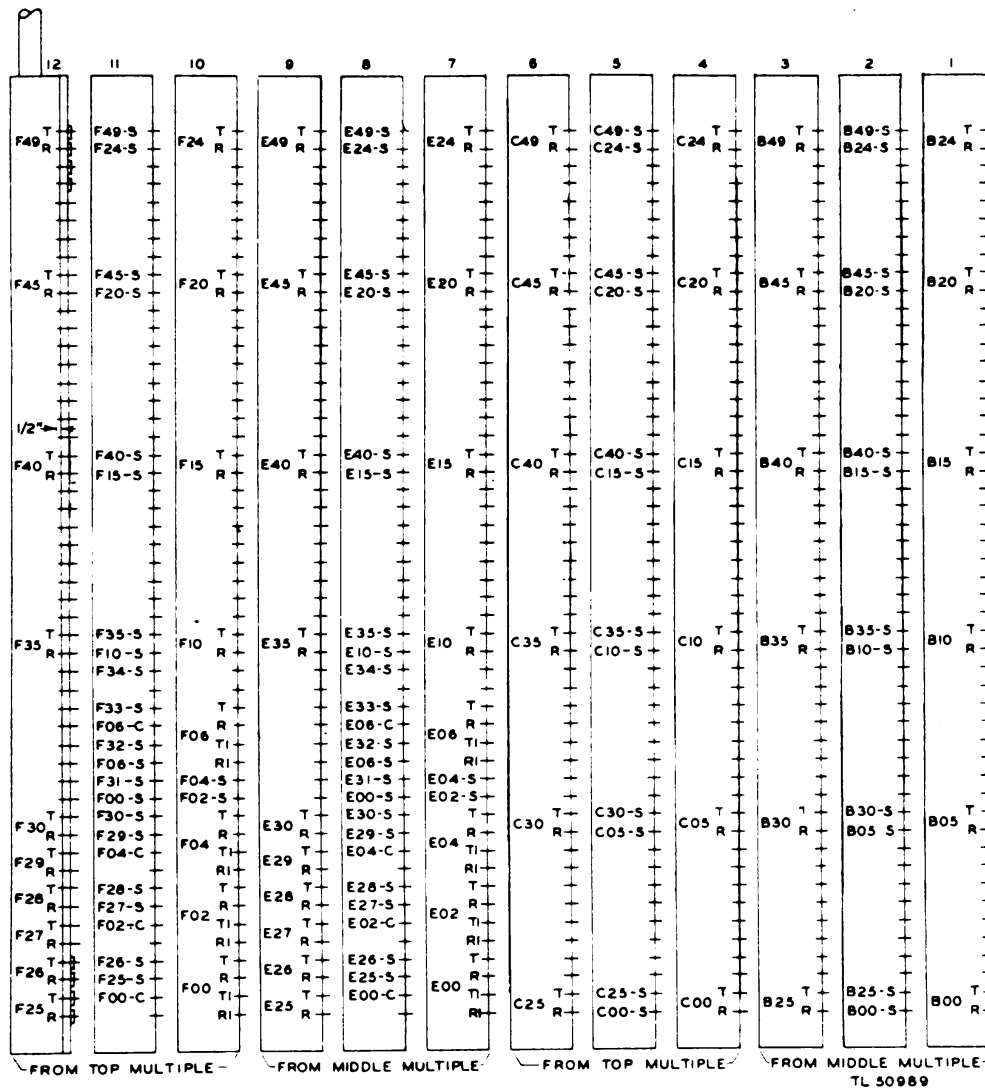 12 11 10 9 8 7 6 5 4 3 2 1
F49 T R F49-S F24-S F24 T R E49 T R E49-S E24-S E24 T R C49 T R C49-S C24-S C24 T R B49 T R B49-S B24-S B24 T R
F45 T R F45-S F20-S F20 T R E45 T R E45-S E20-S E20 T R C45 T R C45-S C20-S C20 T R B45 T R B45-S B20-S B20 T R
1/2"
F40 T R F40-S F15-S F15 T R E40 T R E40-S E15-S E15 T R C40 T R C40-S C15-S C15 T R B40 T R B40-S B15-S B15 T R
F35 T R F35-S F10-S F10 T R E35 T R E35-S E10-S E10 T R C35 T R C35-S C10-S C10 T R B35 T R B35-S B10-S B10 T R
F34-S E34-S
F33-S T E33-S T
F06-C R E06-C R
F06 E06
F32-S T1 E32-S T1
F06-S R1 E06-S R1
F31-S F04-S E31-S E04-S
F00-S F02-S E00-S E02-S
F30 T R F30-S F29-S T R E30 T R E30-S E29-S T R C30 T R C30-S C05-S C05 T R B30 T R B30-S B05-S B05 T R
F04 E04
F29 T R F04-C T1 R1 E29 T R E04-C T1 R1
F28 T R F28-S F27-S T R E28 T R E28-S E27-S T R
F02 E02
F27 T R F02-C T1 R1 E27 T R E02-C T1 R1
F26 T R F26-S F25-S T R E26 T R E26-S E25-S T R
F00 E00
F25 T R F00-C T1 R1 E25 T R E00-C T1 R1 C25 T R C25-S C00-S C00 T R B25 T R B25-S B00-S B00 T R
FROM TOP MULTIPLE FROM MIDDLE MULTIPLE FROM TOP MULTIPLE FROM MIDDLE MULTIPLE
TL 50989